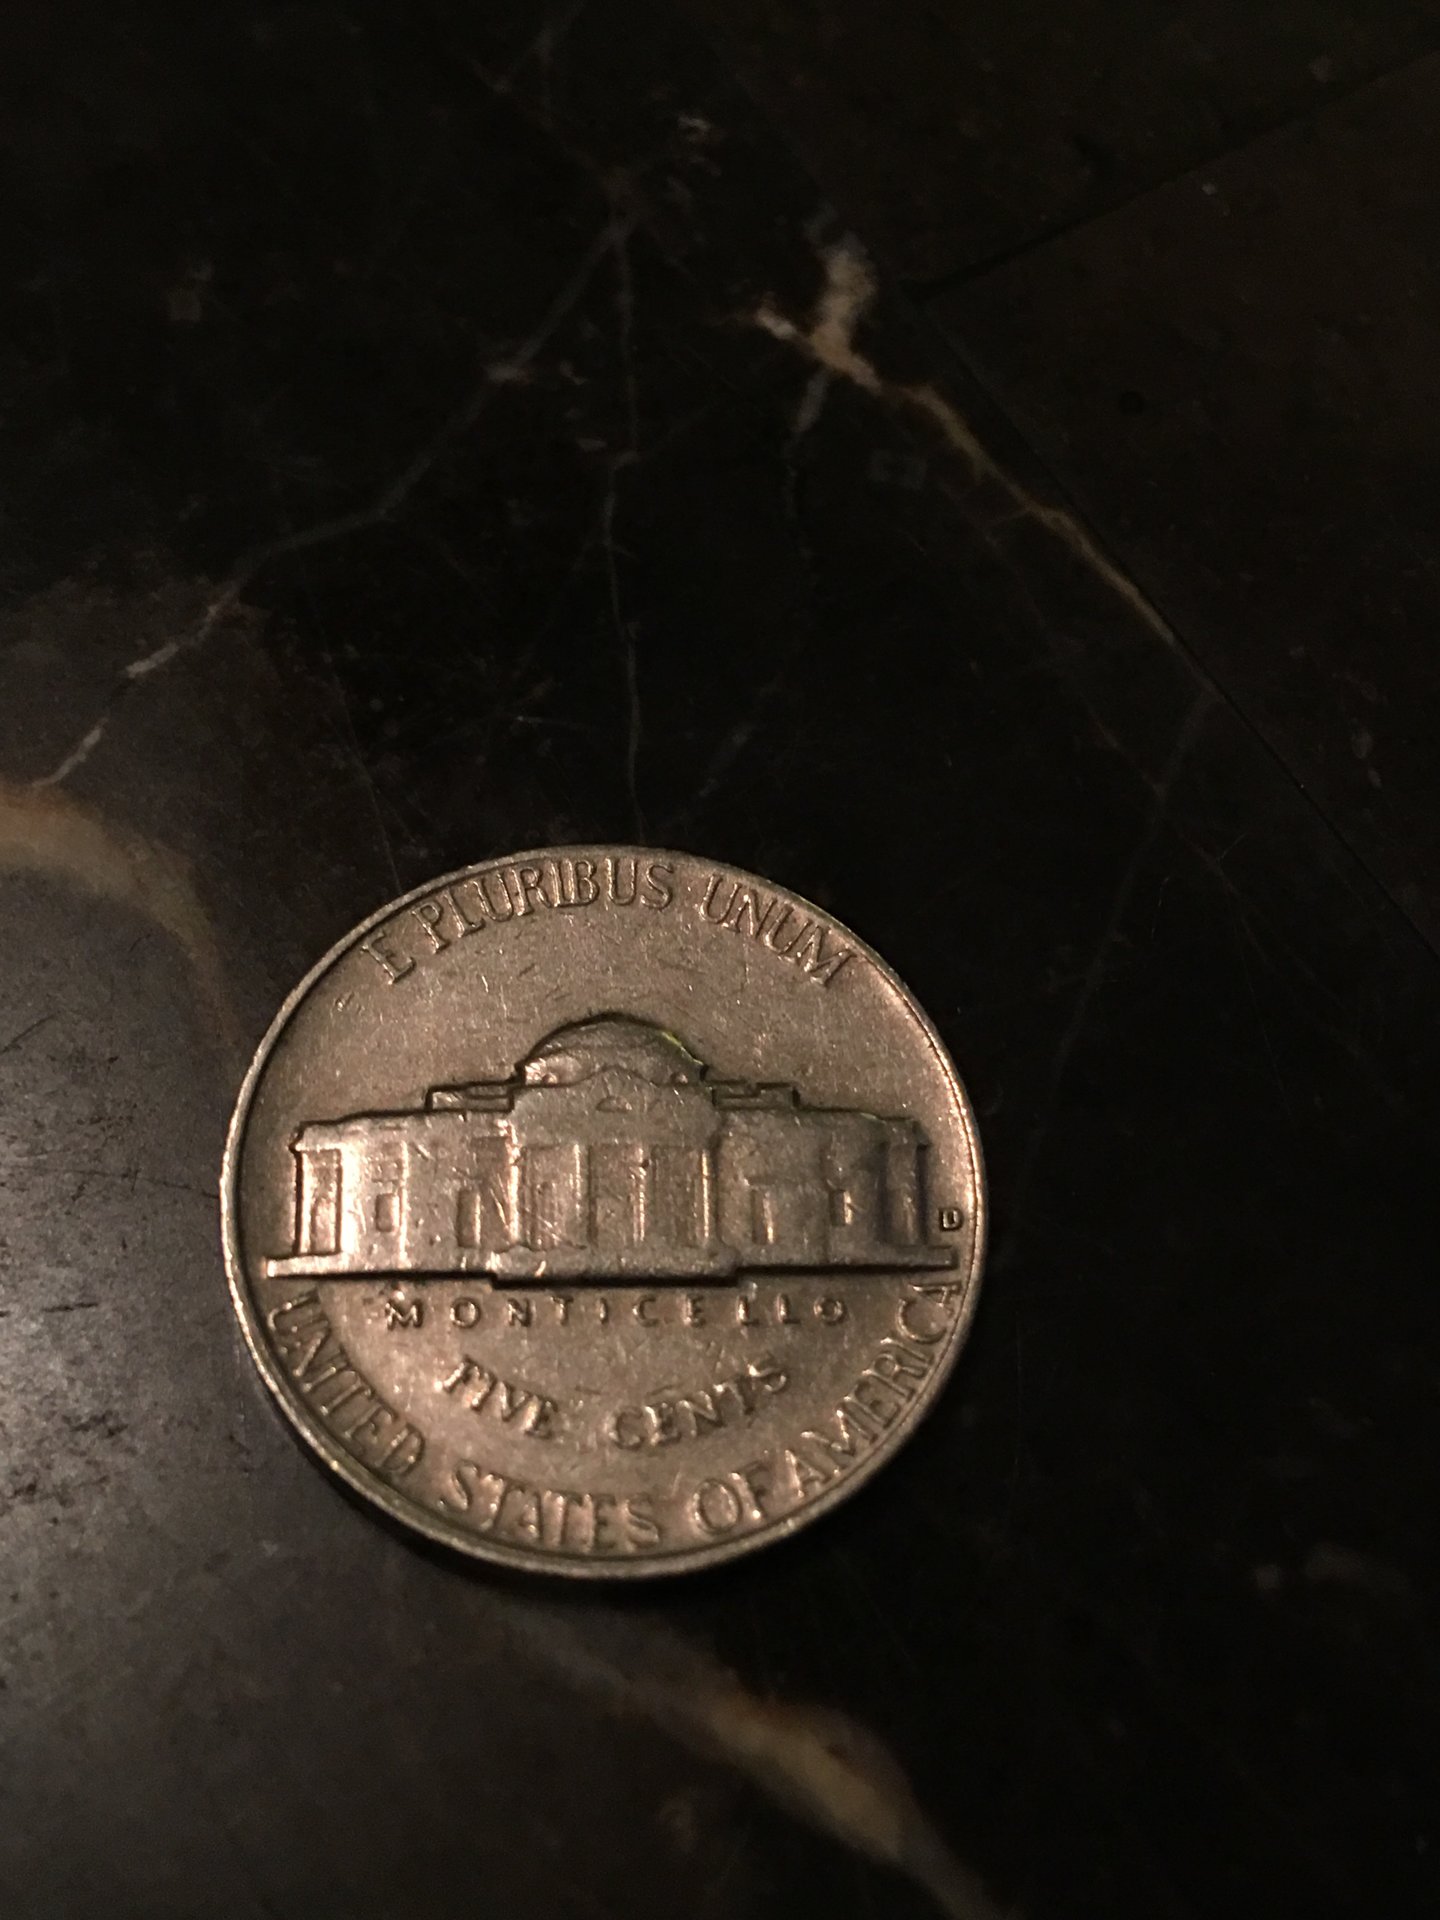 E PLURIBUS UNUM
D
MONTICELLO
FIVE CENTS
UNITED STATES OF AMERICA